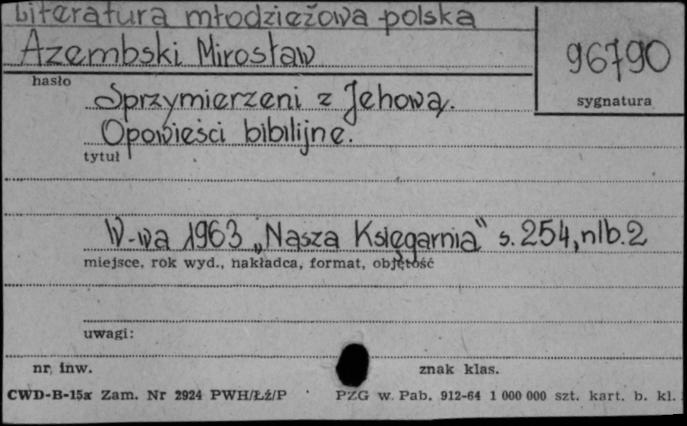 Literatura młodzieżowa polska
Azembski Mirosław
96790
hasło
sygnatura
Sprzymierzeni z Jehową.
Opowieści bibilijne.
tytuł
W-wa 1963 „Nasza Księgarnia" s. 254, nlb. 2
miejsce, rok wyd., nakładca, format, objętość
uwagi:
nr. inw. znak klas.
CWD-B-15a Zam. Nr 2924 PWH/Łź/P PZG w. Pab. 912-64 1 000 000 szt. kart. b. kl.